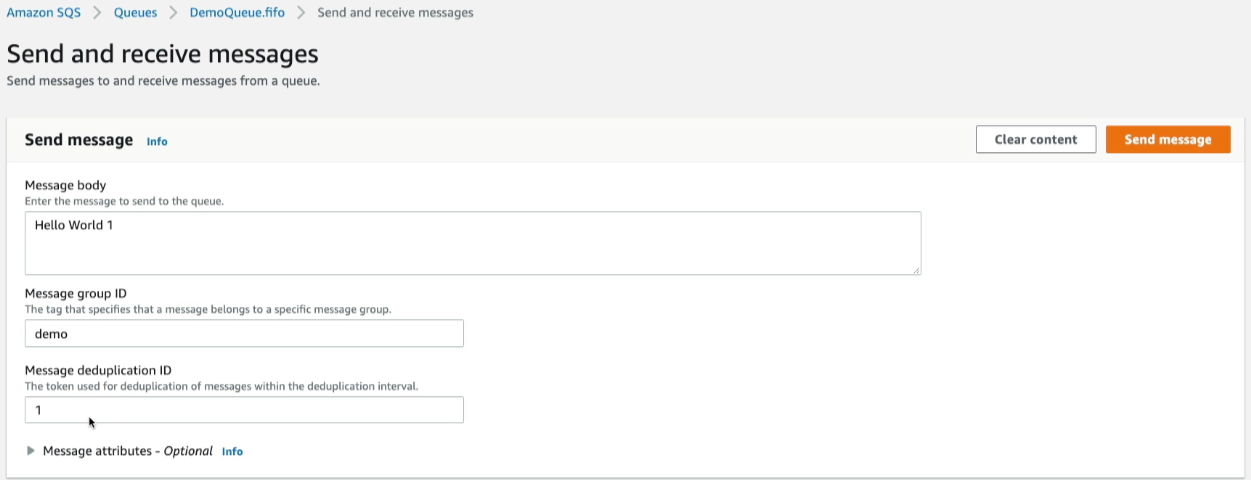 Amazon SQS > Queues > DemoQueue.fifo > Send and receive messages
Send and receive messages
Send messages to and receive messages from a queue.
Send message Info Clear content Send message
Message body
Enter the message to send to the queue.
Hello World 1
Message group ID
The tag that specifies that a message belongs to a specific message group.
demo
Message deduplication ID
The token used for deduplication of messages within the deduplication interval.
1
Message attributes - Optional Info